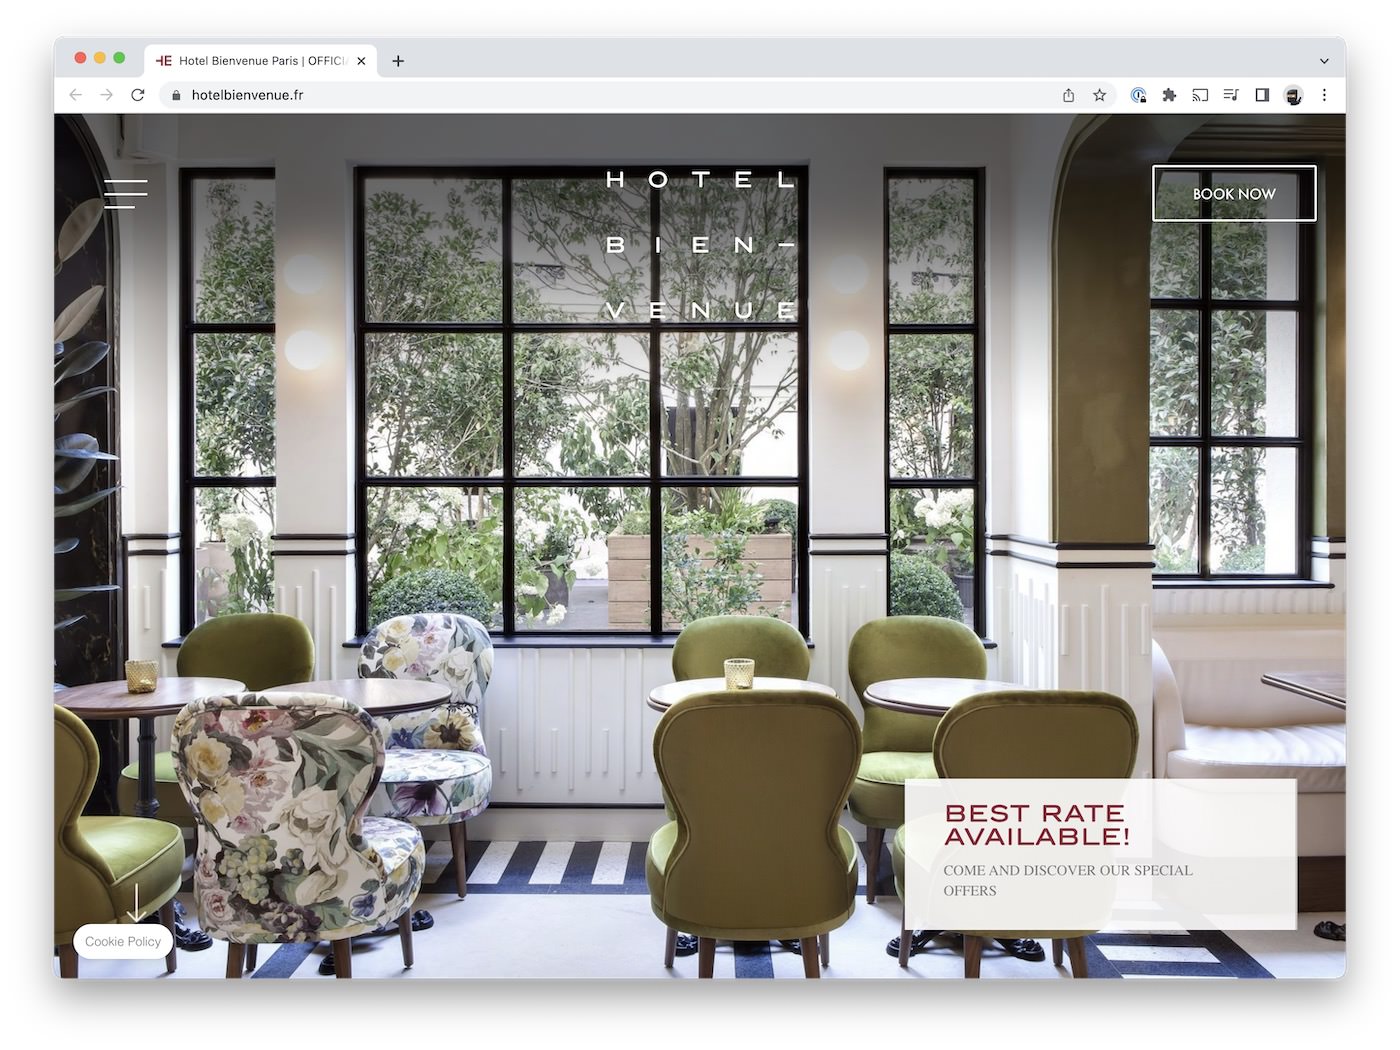 Hotel Bienvenue Paris | OFFICI
hotelbienvenue.fr
HOTEL
BIEN-
VENUE
BOOK NOW
BEST RATE
AVAILABLE!
COME AND DISCOVER OUR SPECIAL
OFFERS
Cookie Policy